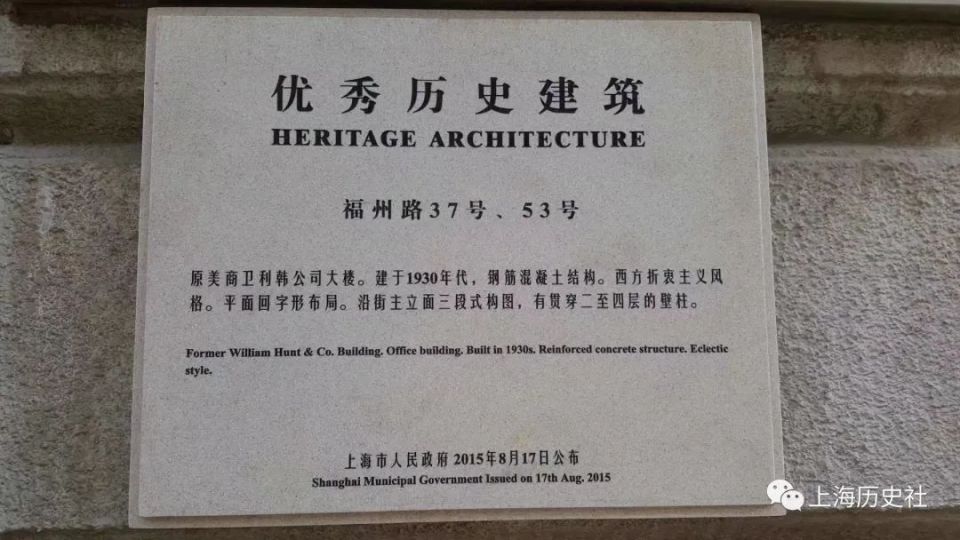 优秀历史建筑
HERITAGE ARCHITECTURE
福州路37号、53号
原美商卫利韩公司大楼。建于1930年代，钢筋混凝土结构。西方折衷主义风
格。平面回字形布局。沿街主立面三段式构图，有贯穿二至四层的壁柱。
Former William Hunt & Co. Building. Office building. Built in 1930s. Reinforced concrete structure. Eclectic
style.
上海市人民政府 2015年8月17日公布
Shanghai Municipal Government Issued on 17th Aug. 2015
上海历史社